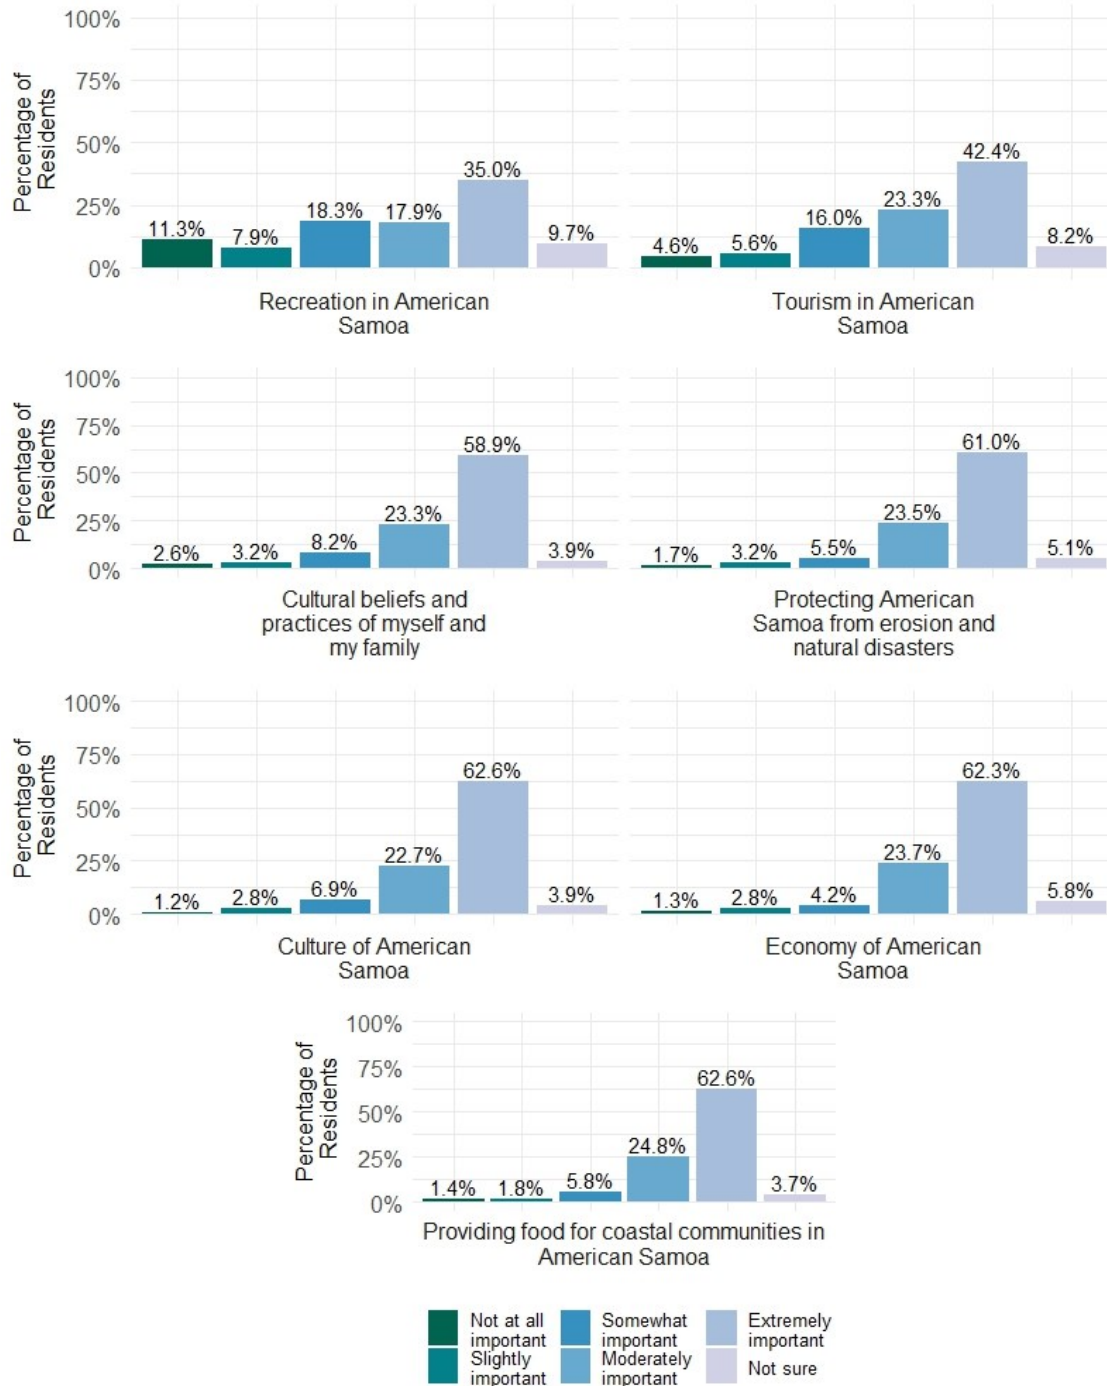 100%
75%
50%
25%
0%
Percentage of
Residents
11.3%
7.9%
18.3%
17.9%
35.0%
9.7%
Recreation in American
Samoa
4.6%
5.6%
16.0%
23.3%
42.4%
8.2%
Tourism in American
Samoa
100%
75%
50%
25%
0%
Percentage of
Residents
2.6%
3.2%
8.2%
23.3%
58.9%
3.9%
Cultural beliefs and
practices of myself and
my family
1.7%
3.2%
5.5%
23.5%
61.0%
5.1%
Protecting American
Samoa from erosion and
natural disasters
100%
75%
50%
25%
0%
Percentage of
Residents
1.2%
2.8%
6.9%
22.7%
62.6%
3.9%
Culture of American
Samoa
1.3%
2.8%
4.2%
23.7%
62.3%
5.8%
Economy of American
Samoa
100%
75%
50%
25%
0%
Percentage of
Residents
1.4%
1.8%
5.8%
24.8%
62.6%
3.7%
Providing food for coastal communities in
American Samoa
Not at all
important
Slightly
important
Somewhat
important
Moderately
important
Extremely
important
Not sure